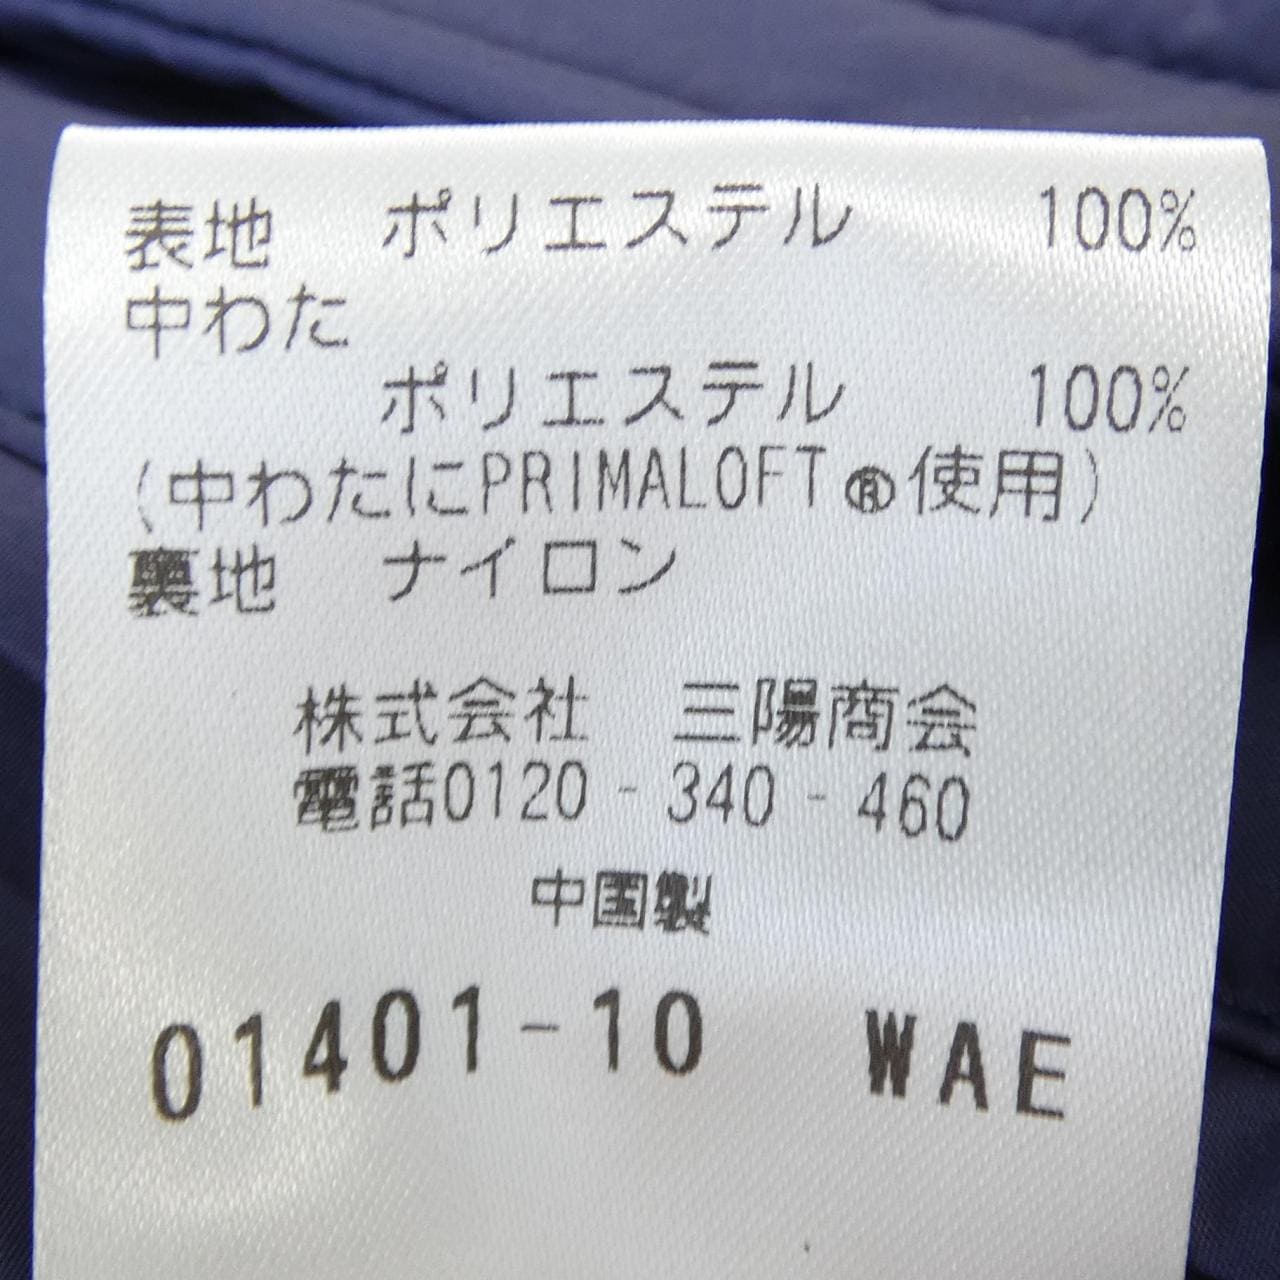 表地 ポリエステル 100%
中わた
ポリエステル 100%
(中わたにPRIMALOFT®使用)
裏地 ナイロン
株式会社 三陽商会
電話0120-340-460
中国製
01401-10 WAE